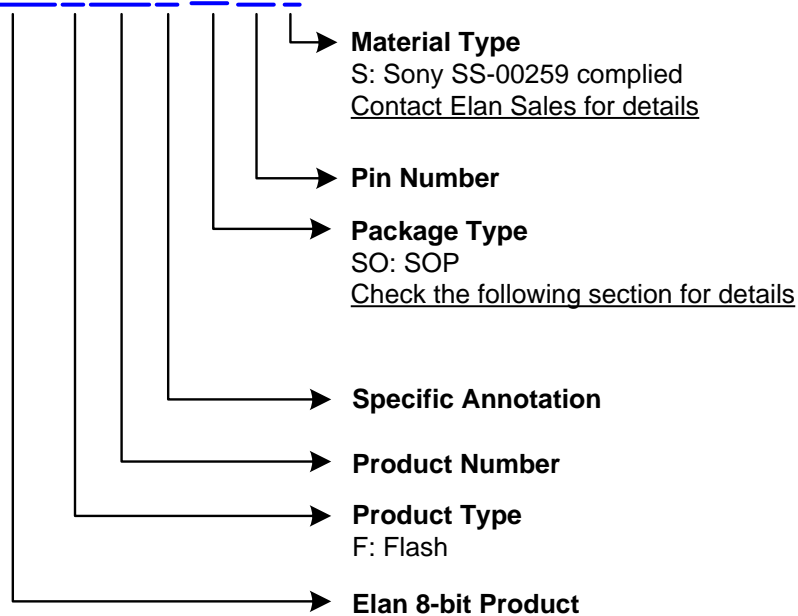 Material Type
S: Sony SS-00259 complied
Contact Elan Sales for details
Pin Number
Package Type
SO: SOP
Check the following section for details
Specific Annotation
Product Number
Product Type
F: Flash
Elan 8-bit Product